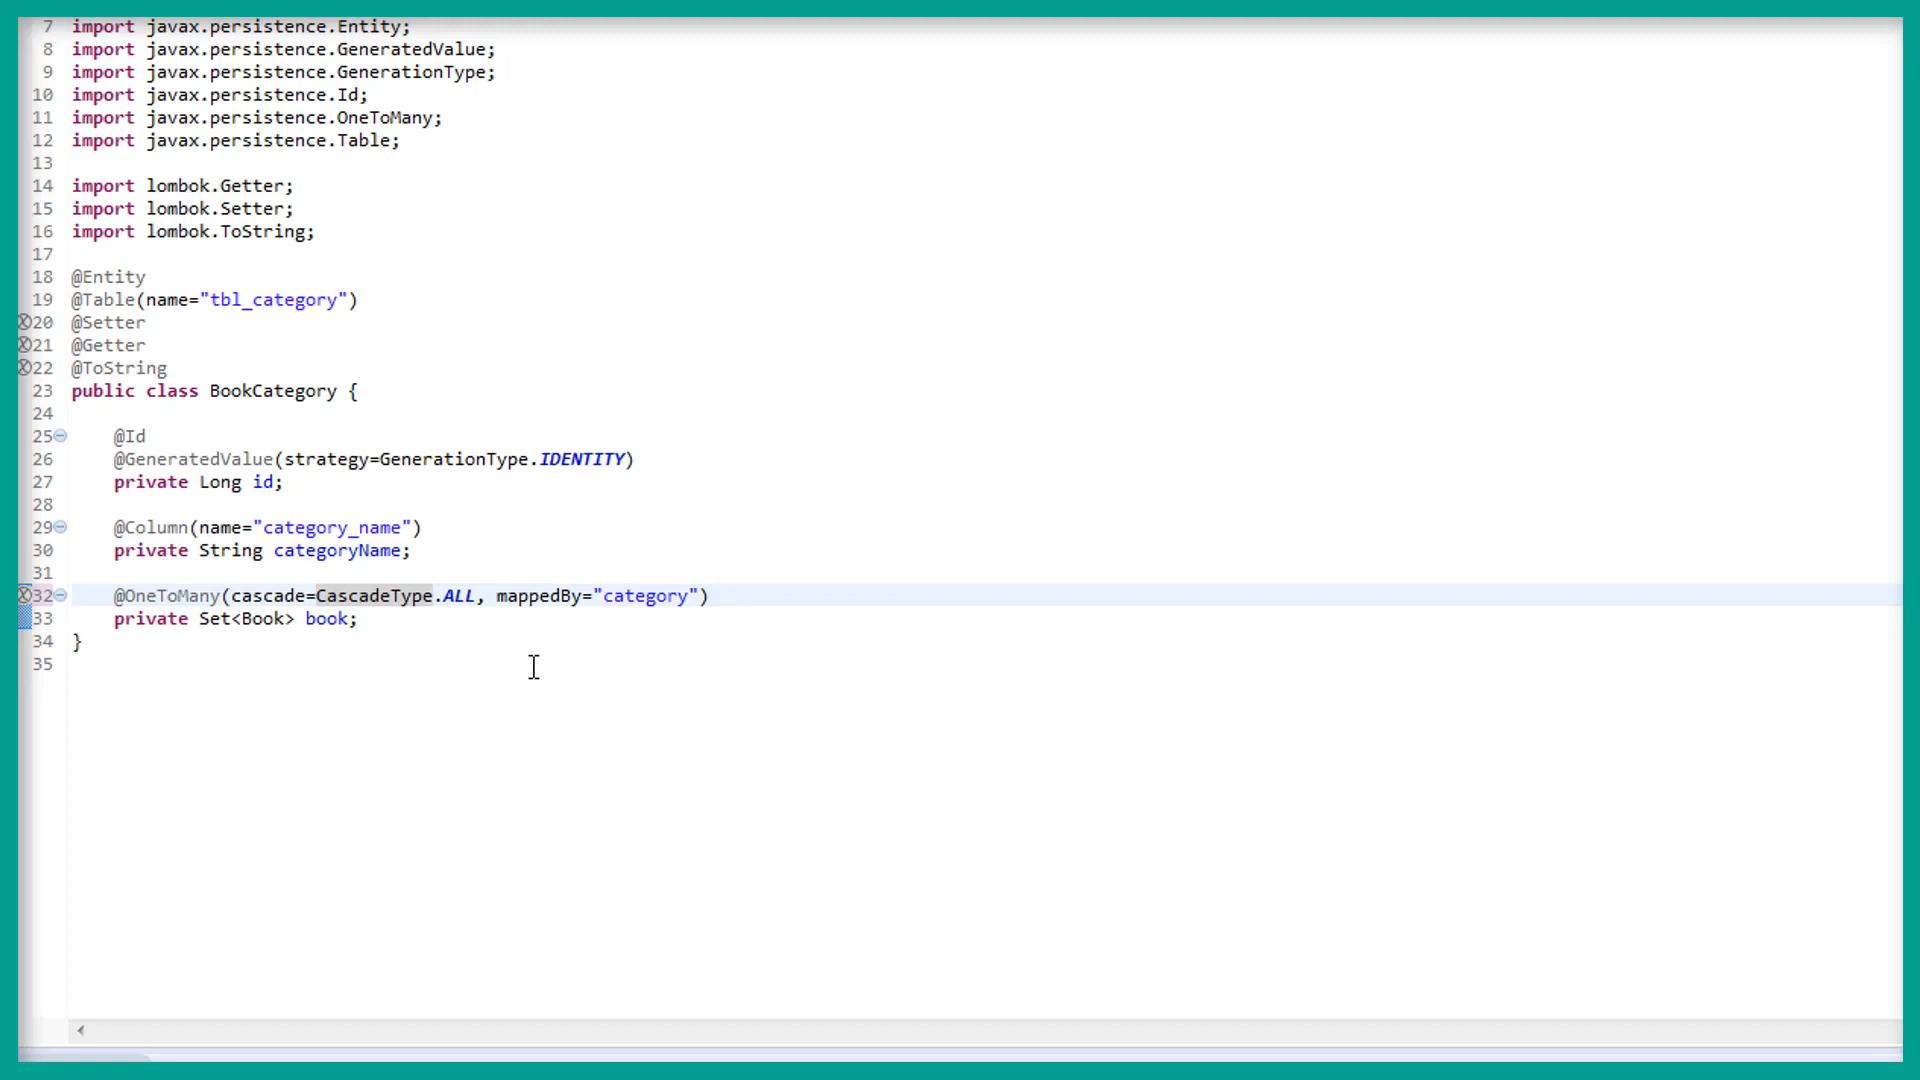 7 import javax.persistence.Entity;
8 import javax.persistence.GeneratedValue;
9 import javax.persistence.GenerationType;
10 import javax.persistence.Id;
11 import javax.persistence.OneToMany;
12 import javax.persistence.Table;
13
14 import lombok.Getter;
15 import lombok.Setter;
16 import lombok.ToString;
17
18 @Entity
19 @Table(name="tbl_category")
20 @Setter
21 @Getter
22 @ToString
23 public class BookCategory {
24
25 @Id
26 @GeneratedValue(strategy=GenerationType.IDENTITY)
27 private Long id;
28
29 @Column(name="category_name")
30 private String categoryName;
31
32 @OneToMany(cascade=CascadeType.ALL, mappedBy="category")
33 private Set<Book> book;
34 }
35